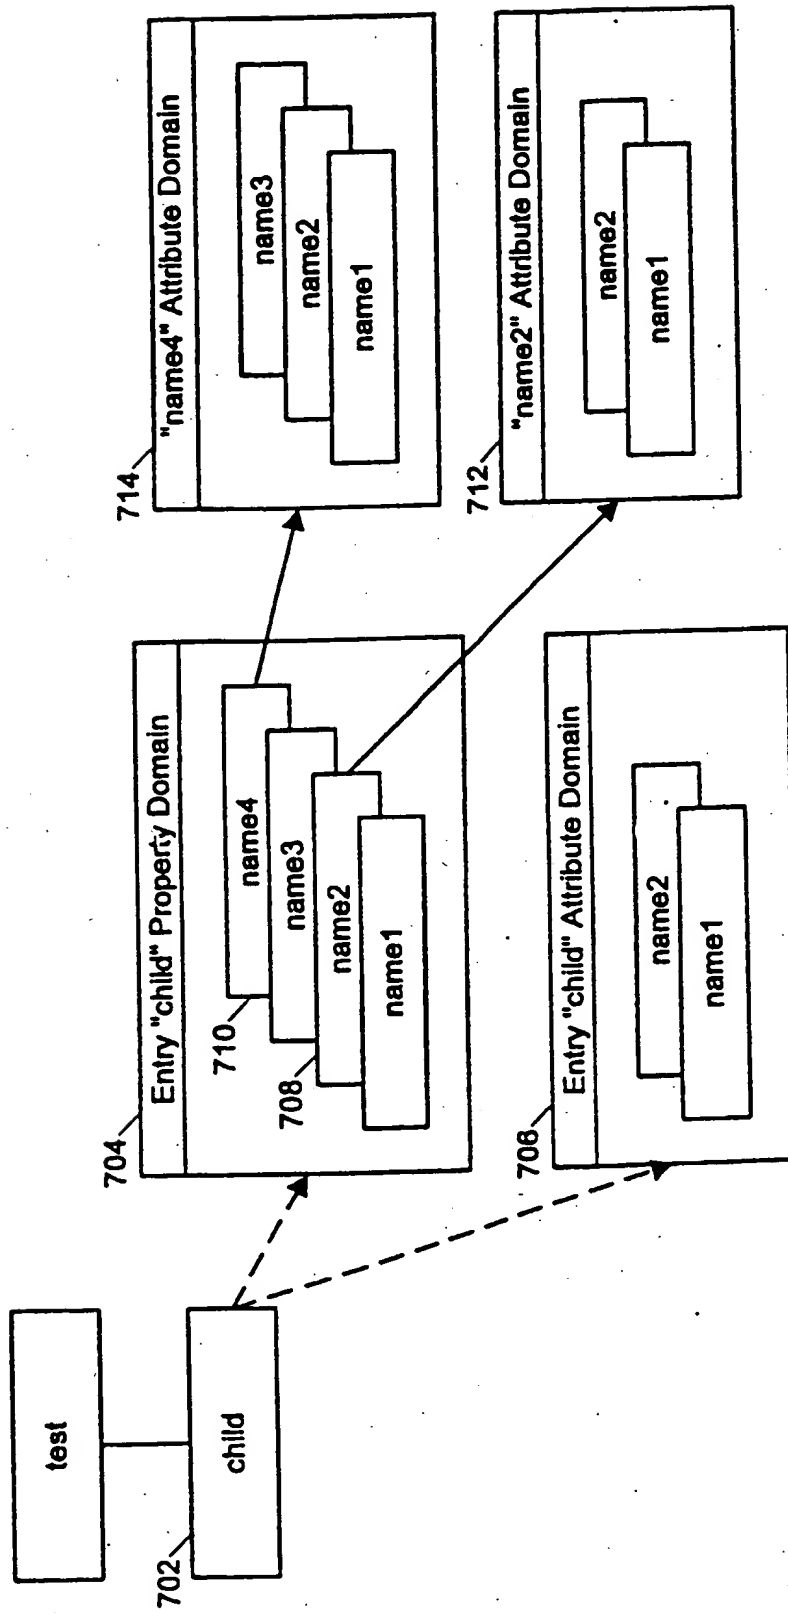 test
702
child
704
Entry "child" Property Domain
710
name4
name3
708
name2
name1
706
Entry "child" Attribute Domain
name2
name1
714
"name4" Attribute Domain
name3
name2
name1
712
"name2" Attribute Domain
name2
name1